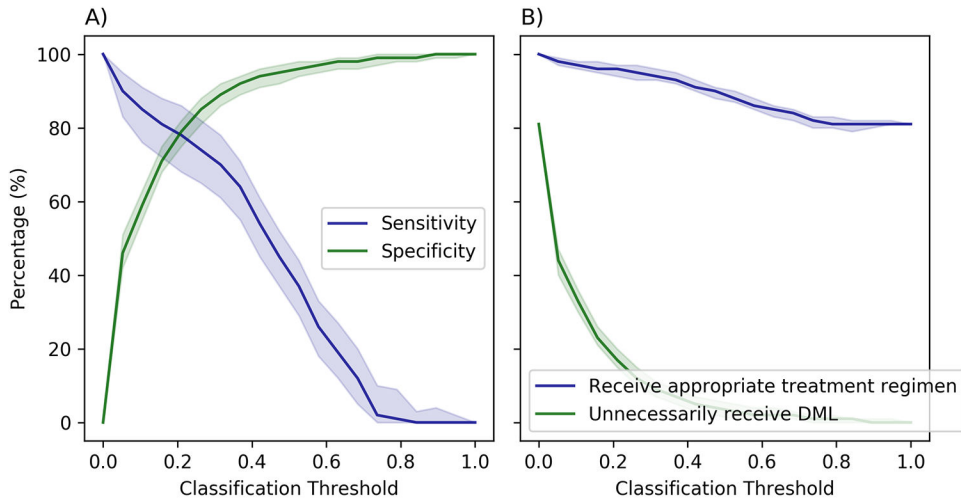 A)
B)
Percentage (%)
100
80
60
40
20
0
Sensitivity
Specificity
0.0 0.2 0.4 0.6 0.8 1.0
Classification Threshold
Receive appropriate treatment regimen
Unnecessarily receive DML
0.0 0.2 0.4 0.6 0.8 1.0
Classification Threshold